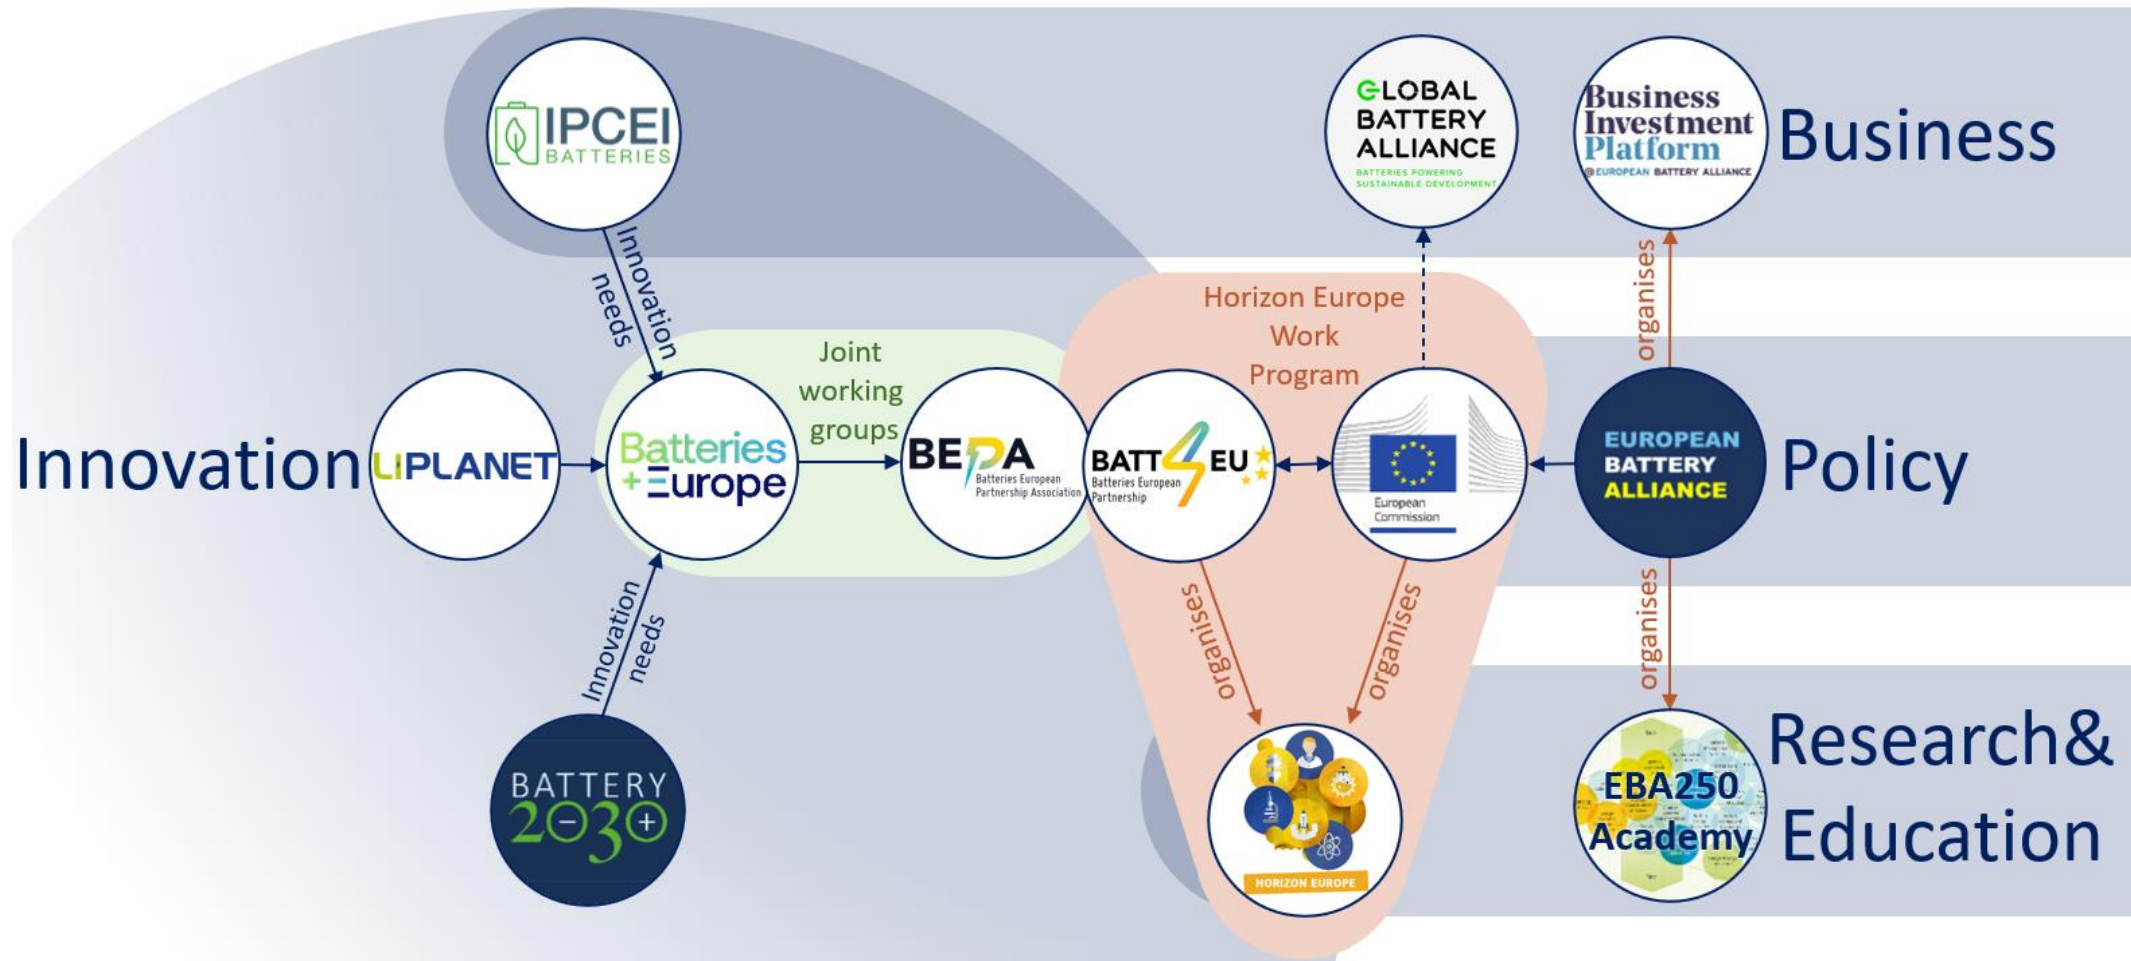 IPCEI
BATTERIES
GLOBAL
BATTERY
ALLIANCE
BATTERIES POWERING
SUSTAINABLE DEVELOPMENT
Business
Investment
Platform
@EUROPEAN BATTERY ALLIANCE
Business
Innovation
needs
organises
Horizon Europe
Work
Program
Joint
working
groups
Innovation
LIPLANET
Batteries
+Europe
BEPA
Batteries European
Partnership Association
BATT4EU
Batteries European
Partnership
European
Commission
EUROPEAN
BATTERY
ALLIANCE
Policy
Innovation
needs
organises
organises
organises
BATTERY
2030
HORIZON EUROPE
EBA250
Academy
Research&
Education